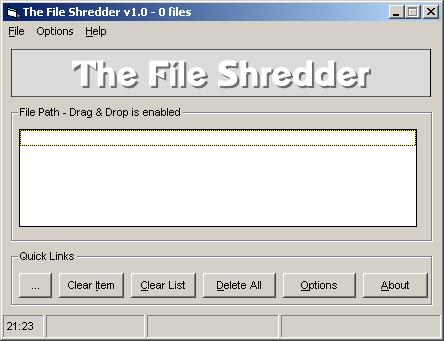 The File Shredder v1.0 - 0 files
File Options Help
The File Shredder
File Path - Drag & Drop is enabled
Quick Links
... Clear Item Clear List Delete All Options About
21:23